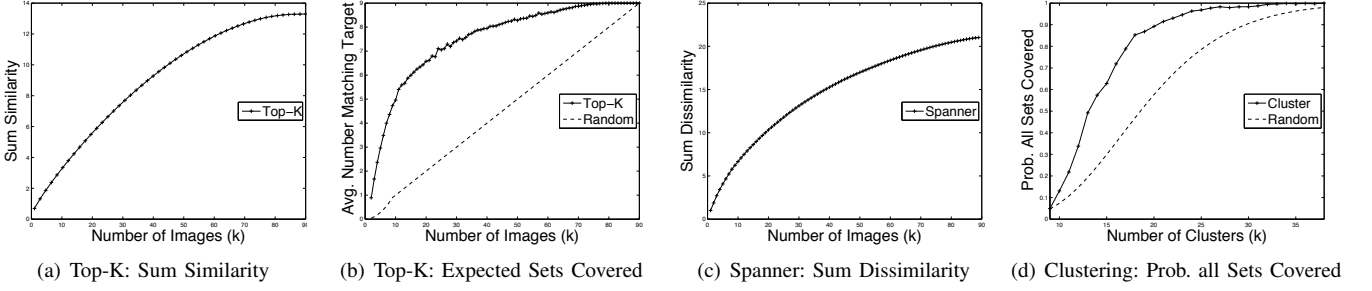 14
12
10
8
6
4
2
0
Sum Similarity
0 10 20 30 40 50 60 70 80 90
Number of Images (k)
Top−K
(a) Top-K: Sum Similarity
9
8
7
6
5
4
3
2
1
0
Avg. Number Matching Target
0 10 20 30 40 50 60 70 80 90
Number of Images (k)
Top−K
Random
(b) Top-K: Expected Sets Covered
25
20
15
10
5
0
Sum Dissimilarity
0 10 20 30 40 50 60 70 80 90
Number of Images (k)
Spanner
(c) Spanner: Sum Dissimilarity
1
0.9
0.8
0.7
0.6
0.5
0.4
0.3
0.2
0.1
0
Prob. All Sets Covered
10 15 20 25 30 35
Number of Clusters (k)
Cluster
Random
(d) Clustering: Prob. all Sets Covered